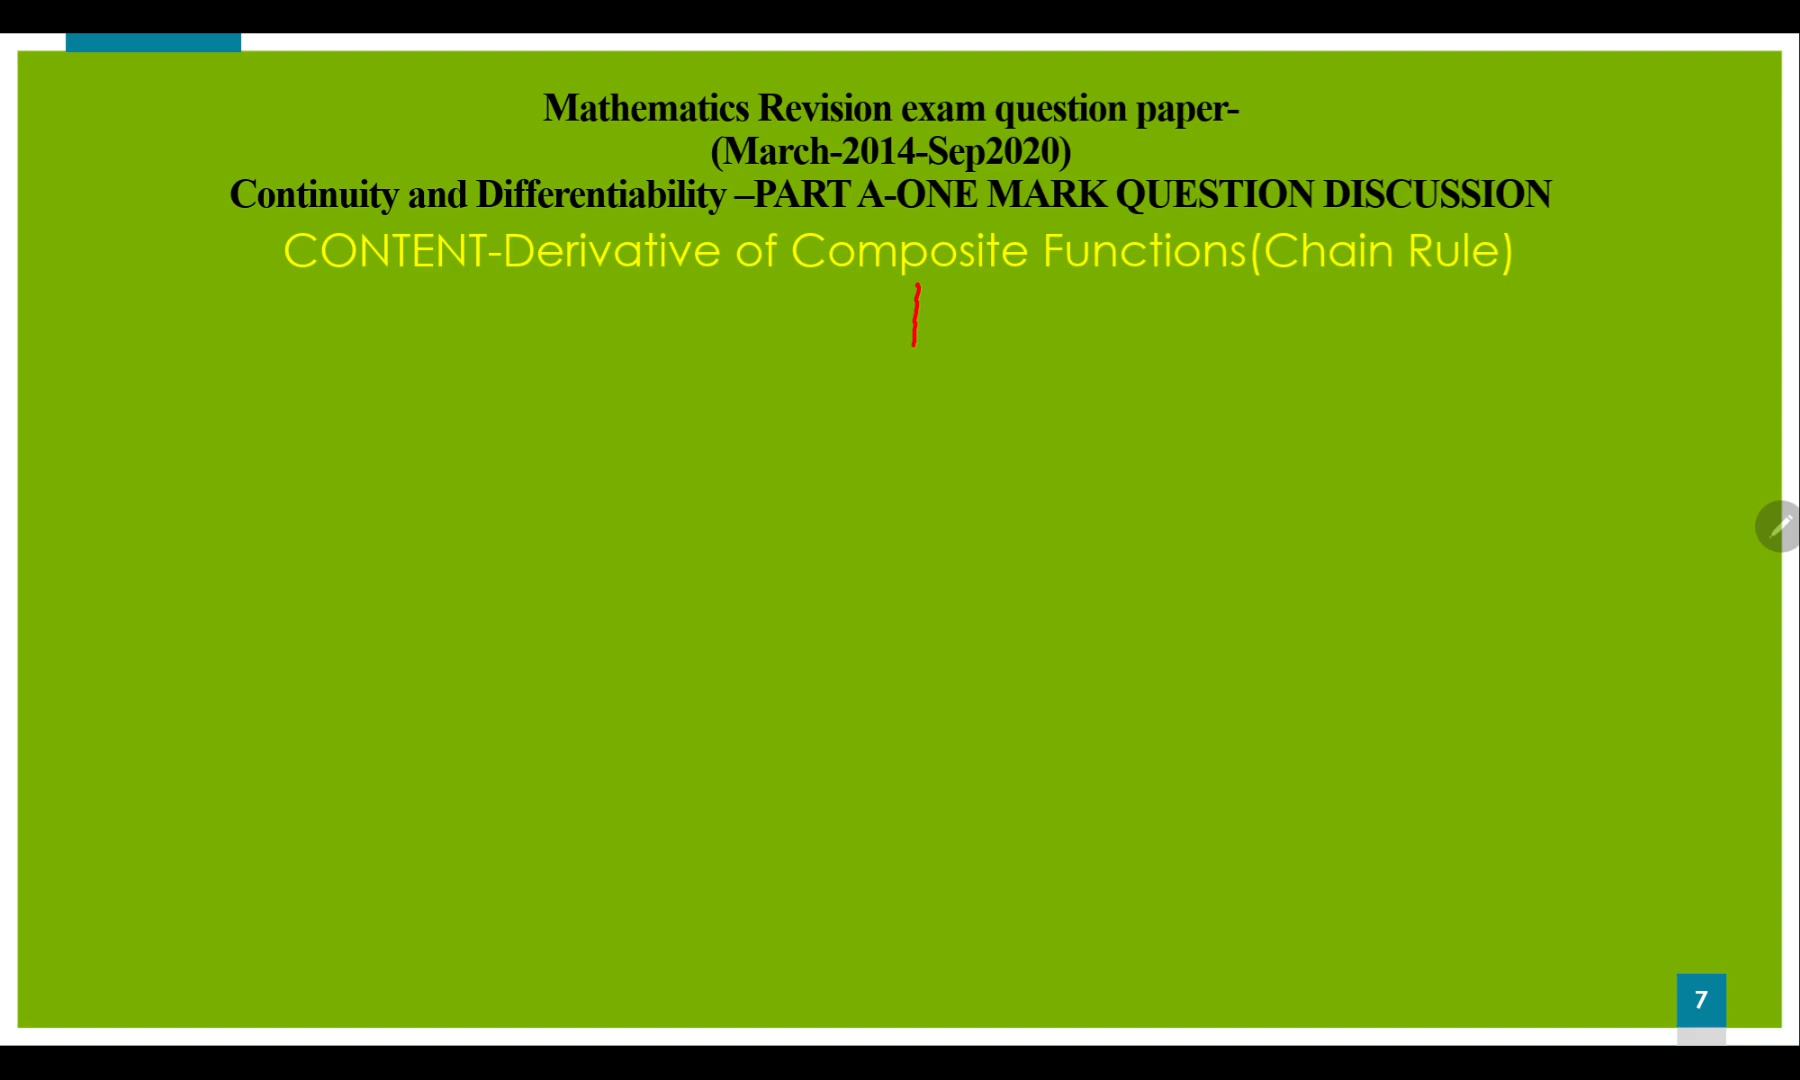 Mathematics Revision exam question paper-
(March-2014-Sep2020)
Continuity and Differentiability –PART A-ONE MARK QUESTION DISCUSSION
CONTENT-Derivative of Composite Functions(Chain Rule)
7